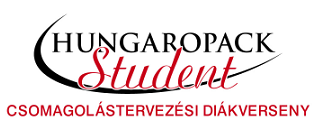 HUNGAROPACK
Student
CSOMAGOLÁSTERVEZÉSI DIÁKVERSENY